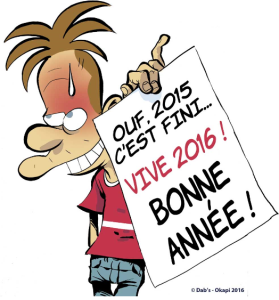 OUF, 2015
C'EST FINI...
VIVE 2016 !
BONNE
ANNÉE !
© Dab's - Okapi 2016